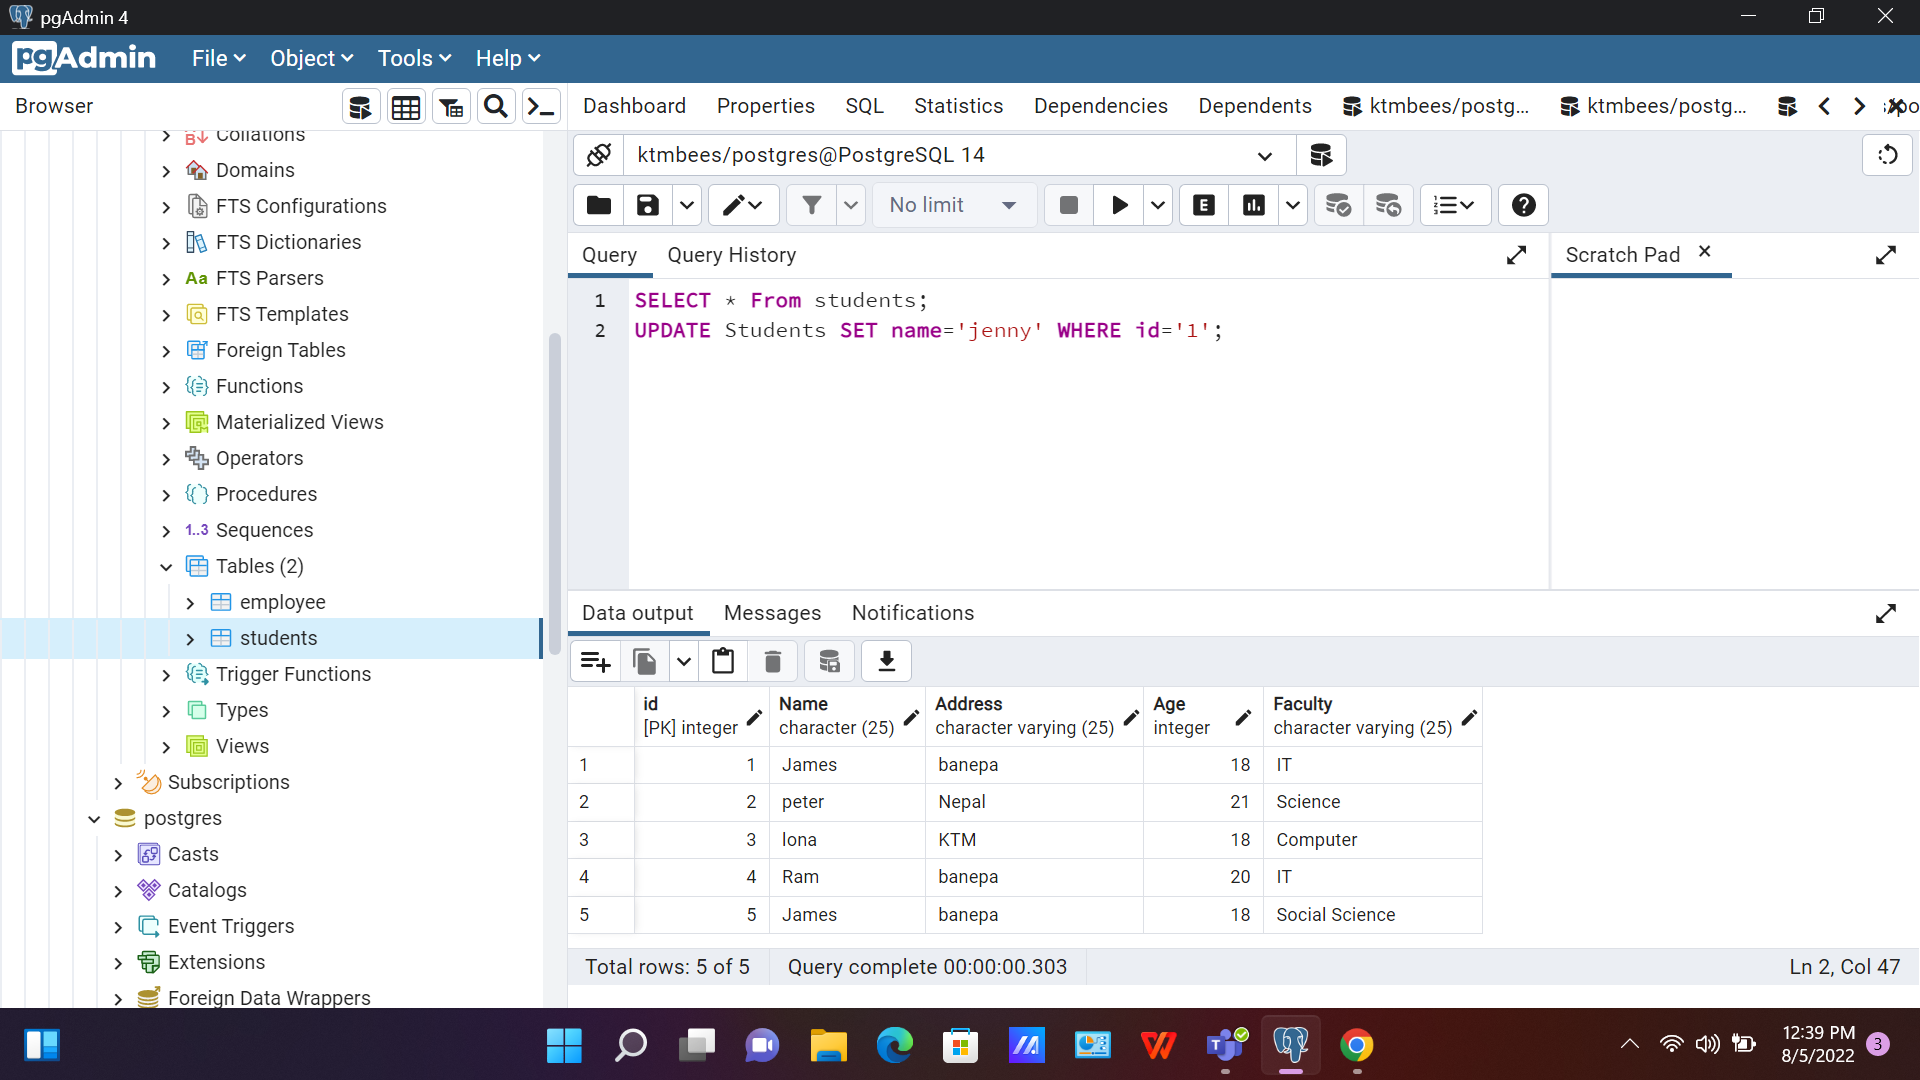 pgAdmin 4
pgAdmin File Object Tools Help
Browser
Dashboard Properties SQL Statistics Dependencies Dependents ktmbees/postg... ktmbees/postg...
Collations
Domains
FTS Configurations
FTS Dictionaries
Aa FTS Parsers
FTS Templates
Foreign Tables
Functions
Materialized Views
Operators
Procedures
1..3 Sequences
Tables (2)
employee
students
Trigger Functions
Types
Views
Subscriptions
postgres
Casts
Catalogs
Event Triggers
Extensions
Foreign Data Wrappers
ktmbees/postgres@PostgreSQL 14
No limit
E
Query Query History
Scratch Pad
1 SELECT * From students;
2 UPDATE Students SET name='jenny' WHERE id='1';
Data output Messages Notifications
id Name Address Age Faculty
[PK] integer character (25) character varying (25) integer character varying (25)
1 1 James banepa 18 IT
2 2 peter Nepal 21 Science
3 3 lona KTM 18 Computer
4 4 Ram banepa 20 IT
5 5 James banepa 18 Social Science
Total rows: 5 of 5 Query complete 00:00:00.303 Ln 2, Col 47
12:39 PM
8/5/2022 3